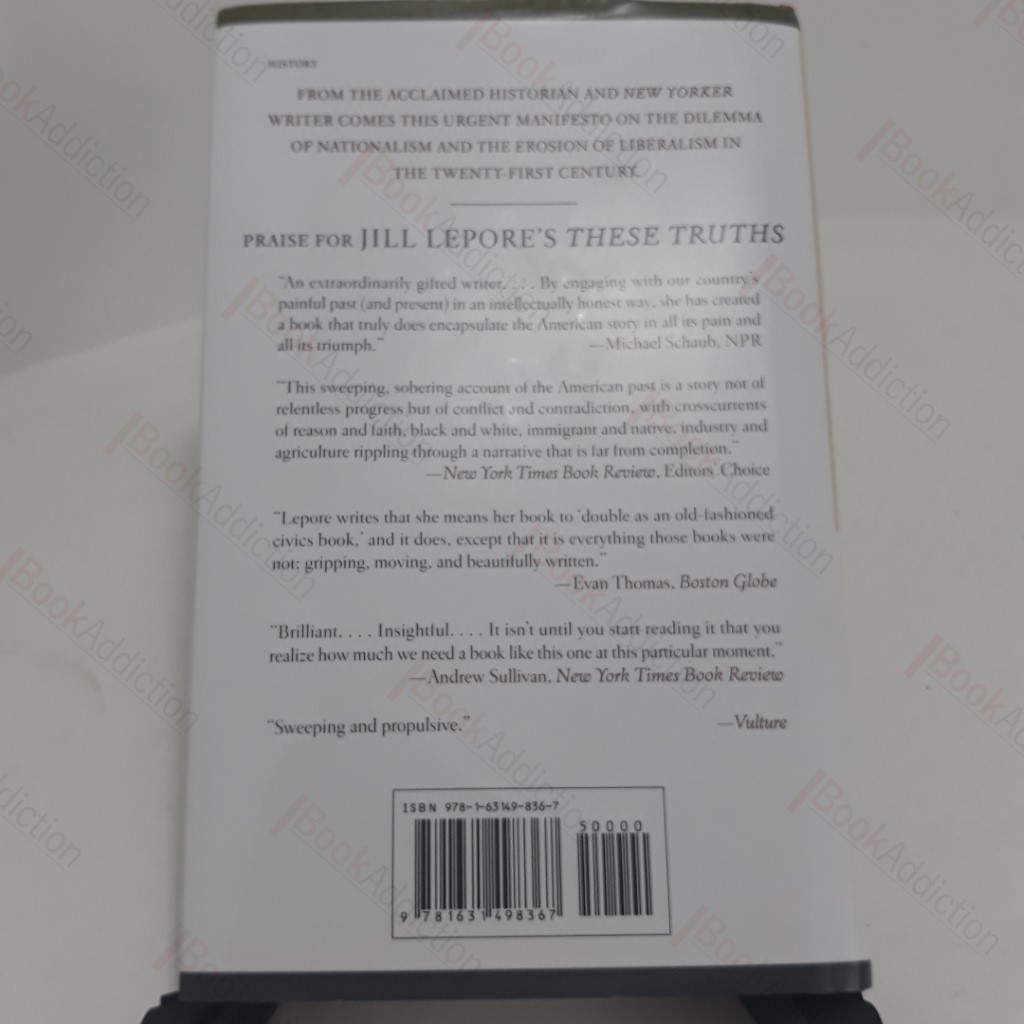 HISTORY
FROM THE ACCLAIMED HISTORIAN AND NEW YORKER
WRITER COMES THIS URGENT MANIFESTO ON THE DILEMMA
OF NATIONALISM AND THE EROSION OF LIBERALISM IN
THE TWENTY-FIRST CENTURY.
PRAISE FOR JILL LEPORE'S THESE TRUTHS
"An extraordinarily gifted writer. . . . By engaging with our country's
painful past (and present) in an intellectually honest way, she has created
a book that truly does encapsulate the American story in all its pain and
all its triumph." —Michael Schaub, NPR
"This sweeping, sobering account of the American past is a story not of
relentless progress but of conflict and contradiction, with crosscurrents
of reason and faith, black and white, immigrant and native, industry and
agriculture rippling through a narrative that is far from completion."
—New York Times Book Review, Editors' Choice
"Lepore writes that she means her book to 'double as an old-fashioned
civics book,' and it does, except that it is everything those books were
not: gripping, moving, and beautifully written."
—Evan Thomas, Boston Globe
"Brilliant. . . . Insightful. . . . It isn't until you start reading it that you
realize how much we need a book like this one at this particular moment."
—Andrew Sullivan, New York Times Book Review
"Sweeping and propulsive." —Vulture
ISBN 978-1-63149-836-7
50000
9 781631 498367
BookAddiction